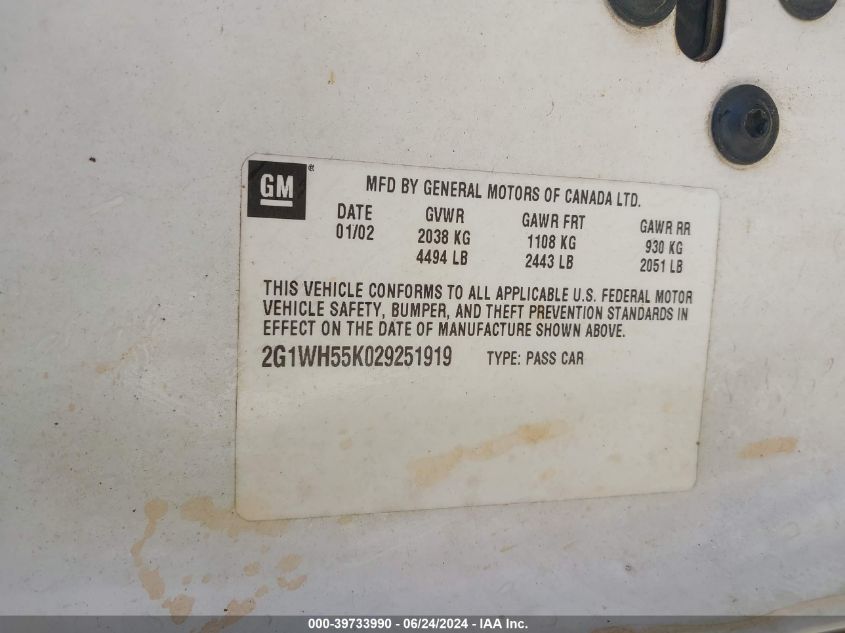 GM ® MFD BY GENERAL MOTORS OF CANADA LTD.
DATE GVWR GAWR FRT GAWR RR
01/02 2038 KG 1108 KG 930 KG
4494 LB 2443 LB 2051 LB
THIS VEHICLE CONFORMS TO ALL APPLICABLE U.S. FEDERAL MOTOR
VEHICLE SAFETY, BUMPER, AND THEFT PREVENTION STANDARDS IN
EFFECT ON THE DATE OF MANUFACTURE SHOWN ABOVE.
2G1WH55K029251919 TYPE: PASS CAR
000-39733990 - 06/24/2024 - IAA Inc.